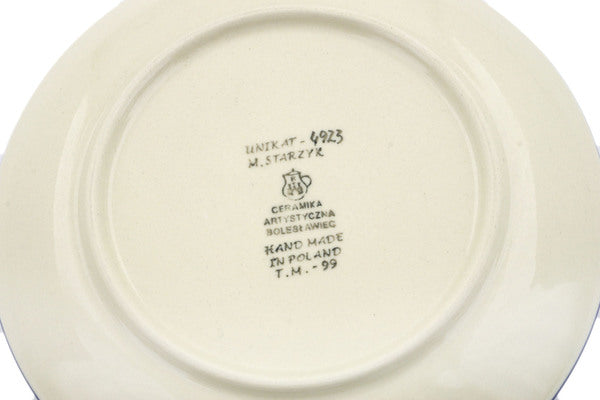 UNIKAT - 4923
M. STARZYK
CERAMIKA
ARTYSTYCZNA
BOLESŁAWIEC
HAND MADE
IN POLAND
T.M. - 99